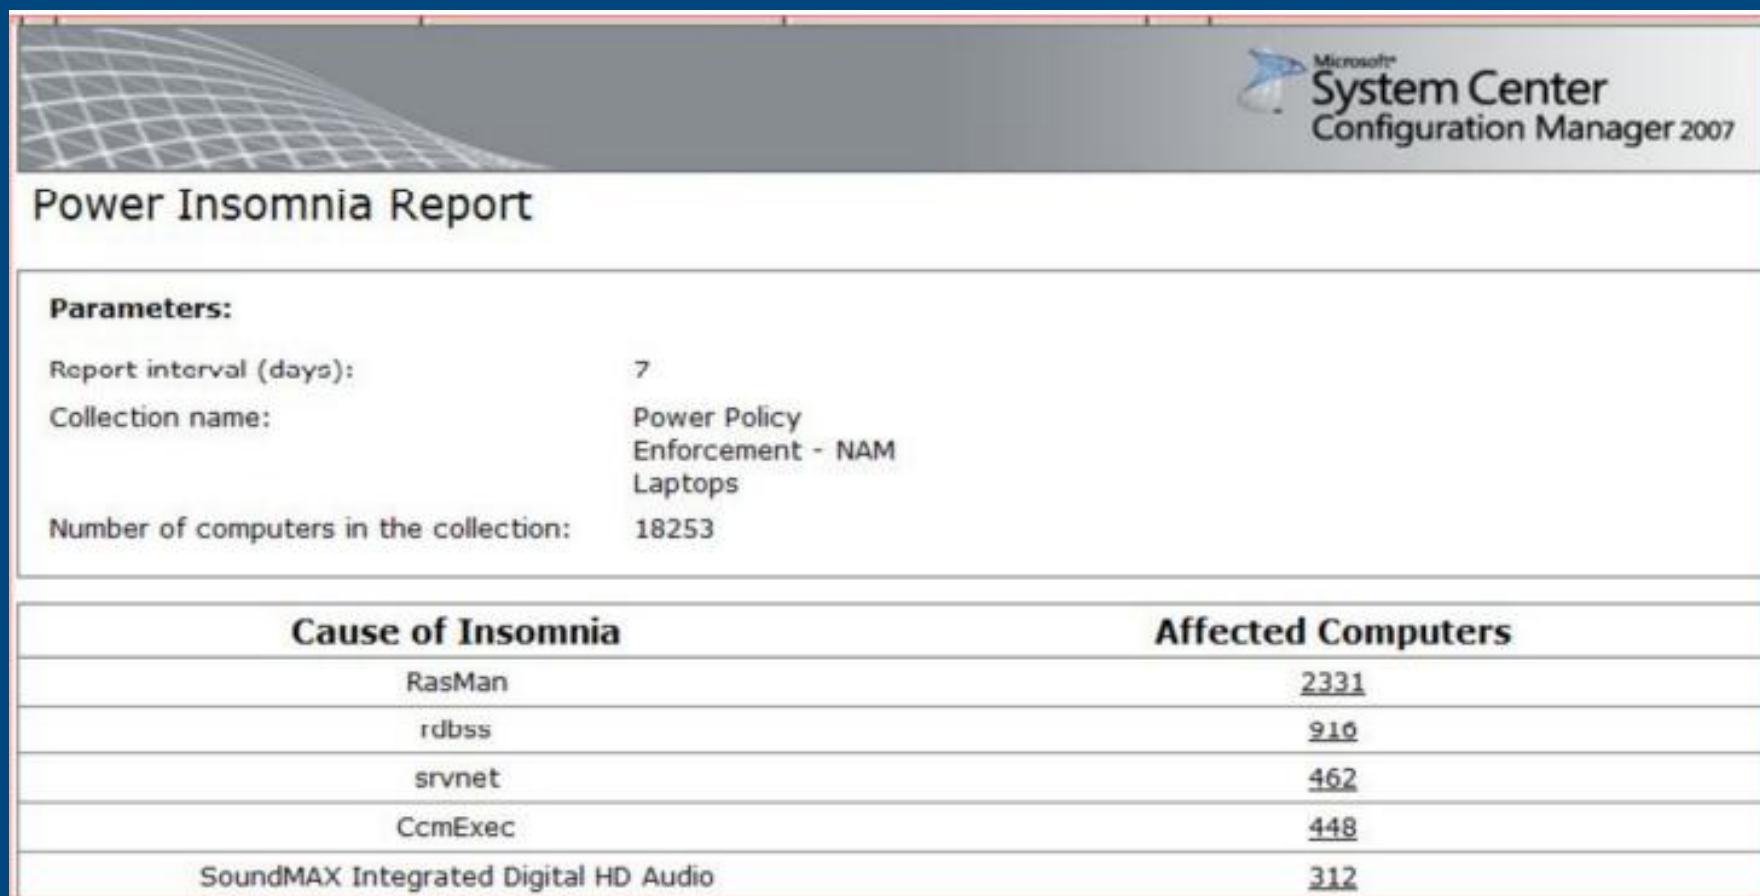 Microsoft®
System Center
Configuration Manager 2007
Power Insomnia Report
Parameters:
Report interval (days): 7
Collection name: Power Policy
Enforcement - NAM
Laptops
Number of computers in the collection: 18253
Cause of Insomnia Affected Computers
RasMan 2331
rdbss 916
srvnet 462
CcmExec 448
SoundMAX Integrated Digital HD Audio 312